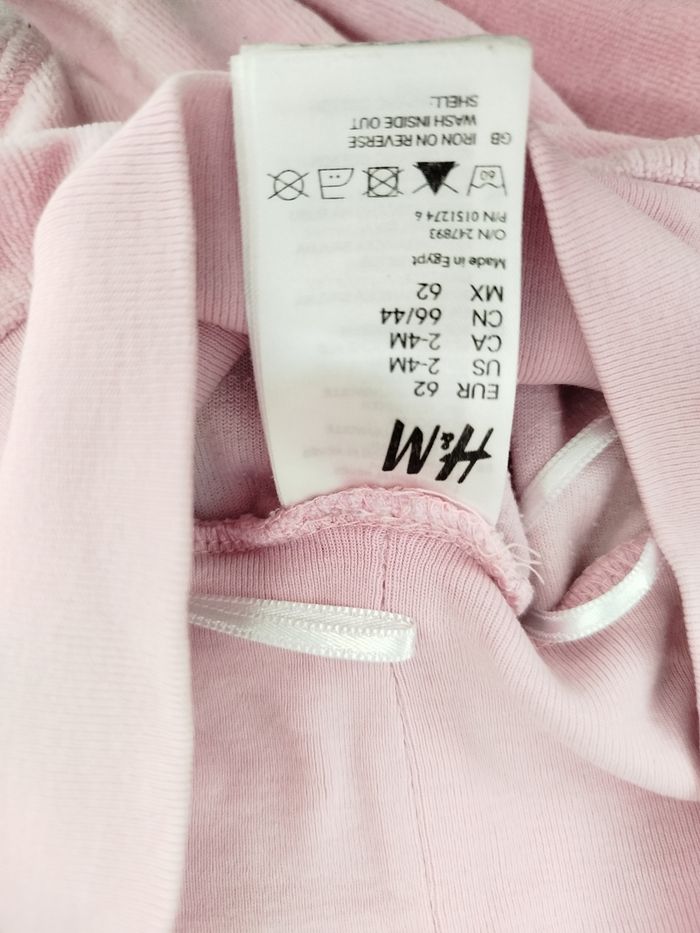 H&M
EUR 62
US 2-4M
CA 2-4M
CN 66/44
MX 62
Made in Egypt
O/N 247893
P/N 0151274 6
60
GB IRON ON REVERSE
WASH INSIDE OUT
SHELL: